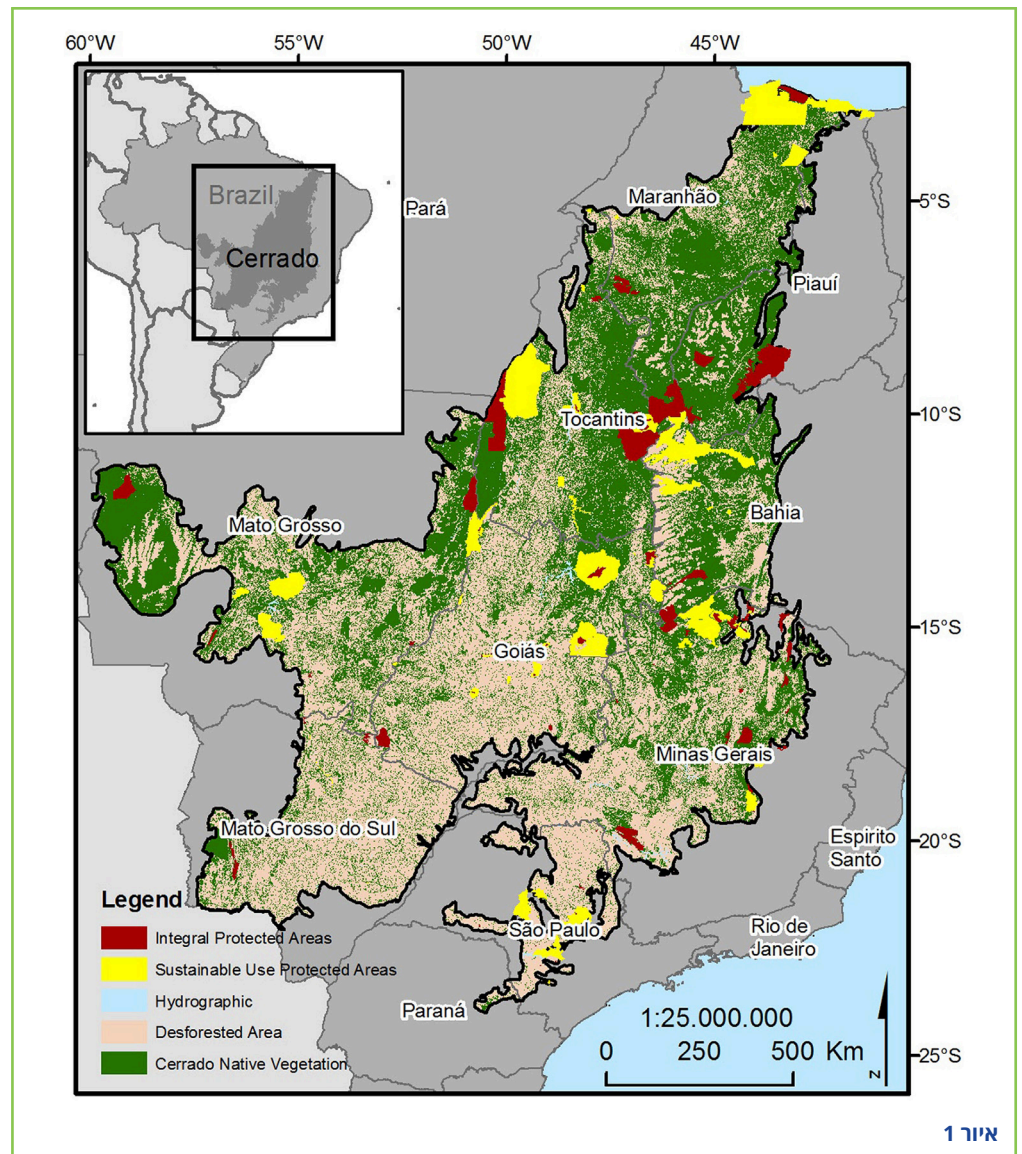 60°W 55°W 50°W 45°W
Brazil
Cerrado
Pará
Maranhão
5°S
Piauí
Tocantins
10°S
Bahia
Mato Grosso
15°S
Goiás
Minas Gerais
Mato Grosso do Sul
20°S
Espirito
Santo
São Paulo
Rio de
Janeiro
Paraná
25°S
Legend
Integral Protected Areas
Sustainable Use Protected Areas
Hydrographic
Desforested Area
Cerrado Native Vegetation
1:25.000.000
0 250 500 Km
z
איור 1